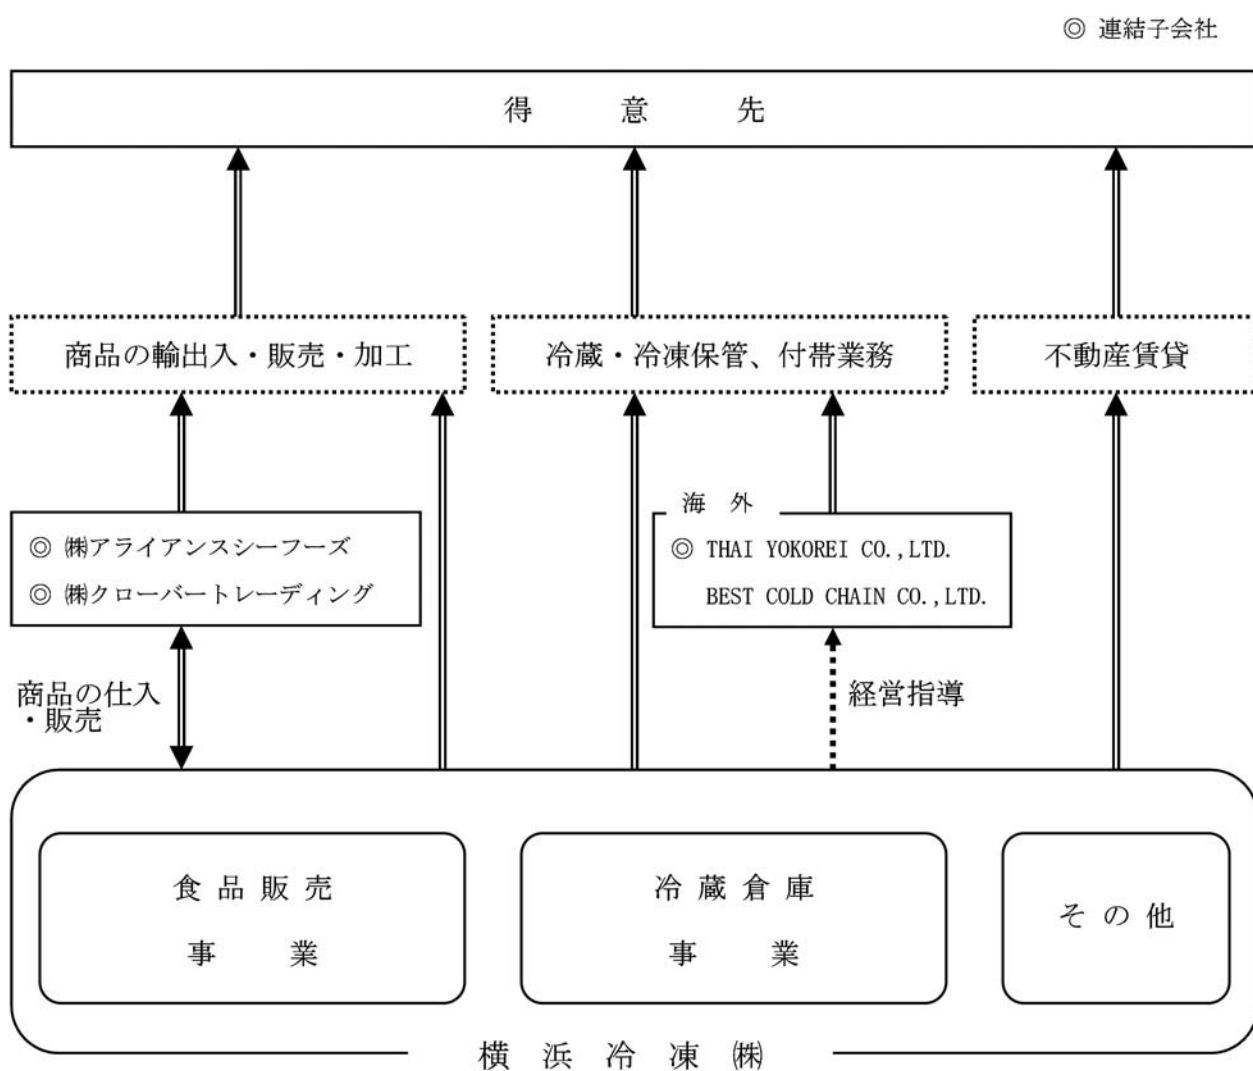 ◎ 連結子会社
得意先
商品の輸出入・販売・加工
冷蔵・冷凍保管、付帯業務
不動産賃貸
海外
◎ ㈱アライアンスシーフーズ
◎ ㈱クローバートレーディング
◎ THAI YOKOREI CO.,LTD.
BEST COLD CHAIN CO.,LTD.
商品の仕入
・販売
経営指導
食品販売
事業
冷蔵倉庫
事業
その他
横浜冷凍㈱